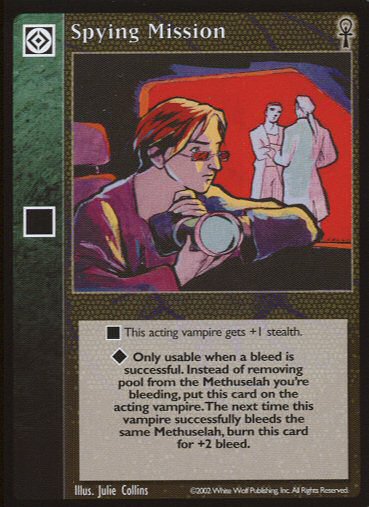 Spying Mission
This acting vampire gets +1 stealth.
Only usable when a bleed is
successful. Instead of removing
pool from the Methuselah you're
bleeding, put this card on the
acting vampire. The next time this
vampire successfully bleeds the
same Methuselah, burn this card
for +2 bleed.
Illus. Julie Collins
©2002 White Wolf Publishing, Inc. All Rights Reserved.